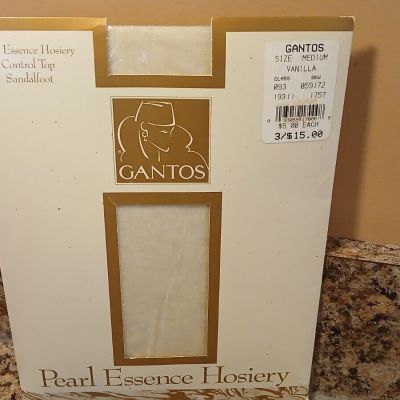 Essence Hosiery
Control Top
Sandalfoot
GANTOS
SIZE MEDIUM
VANILLA
CLASS SKU
093 059172
19311 1757
$5.00 EACH
3/$15.00
GANTOS
Pearl Essence Hosiery